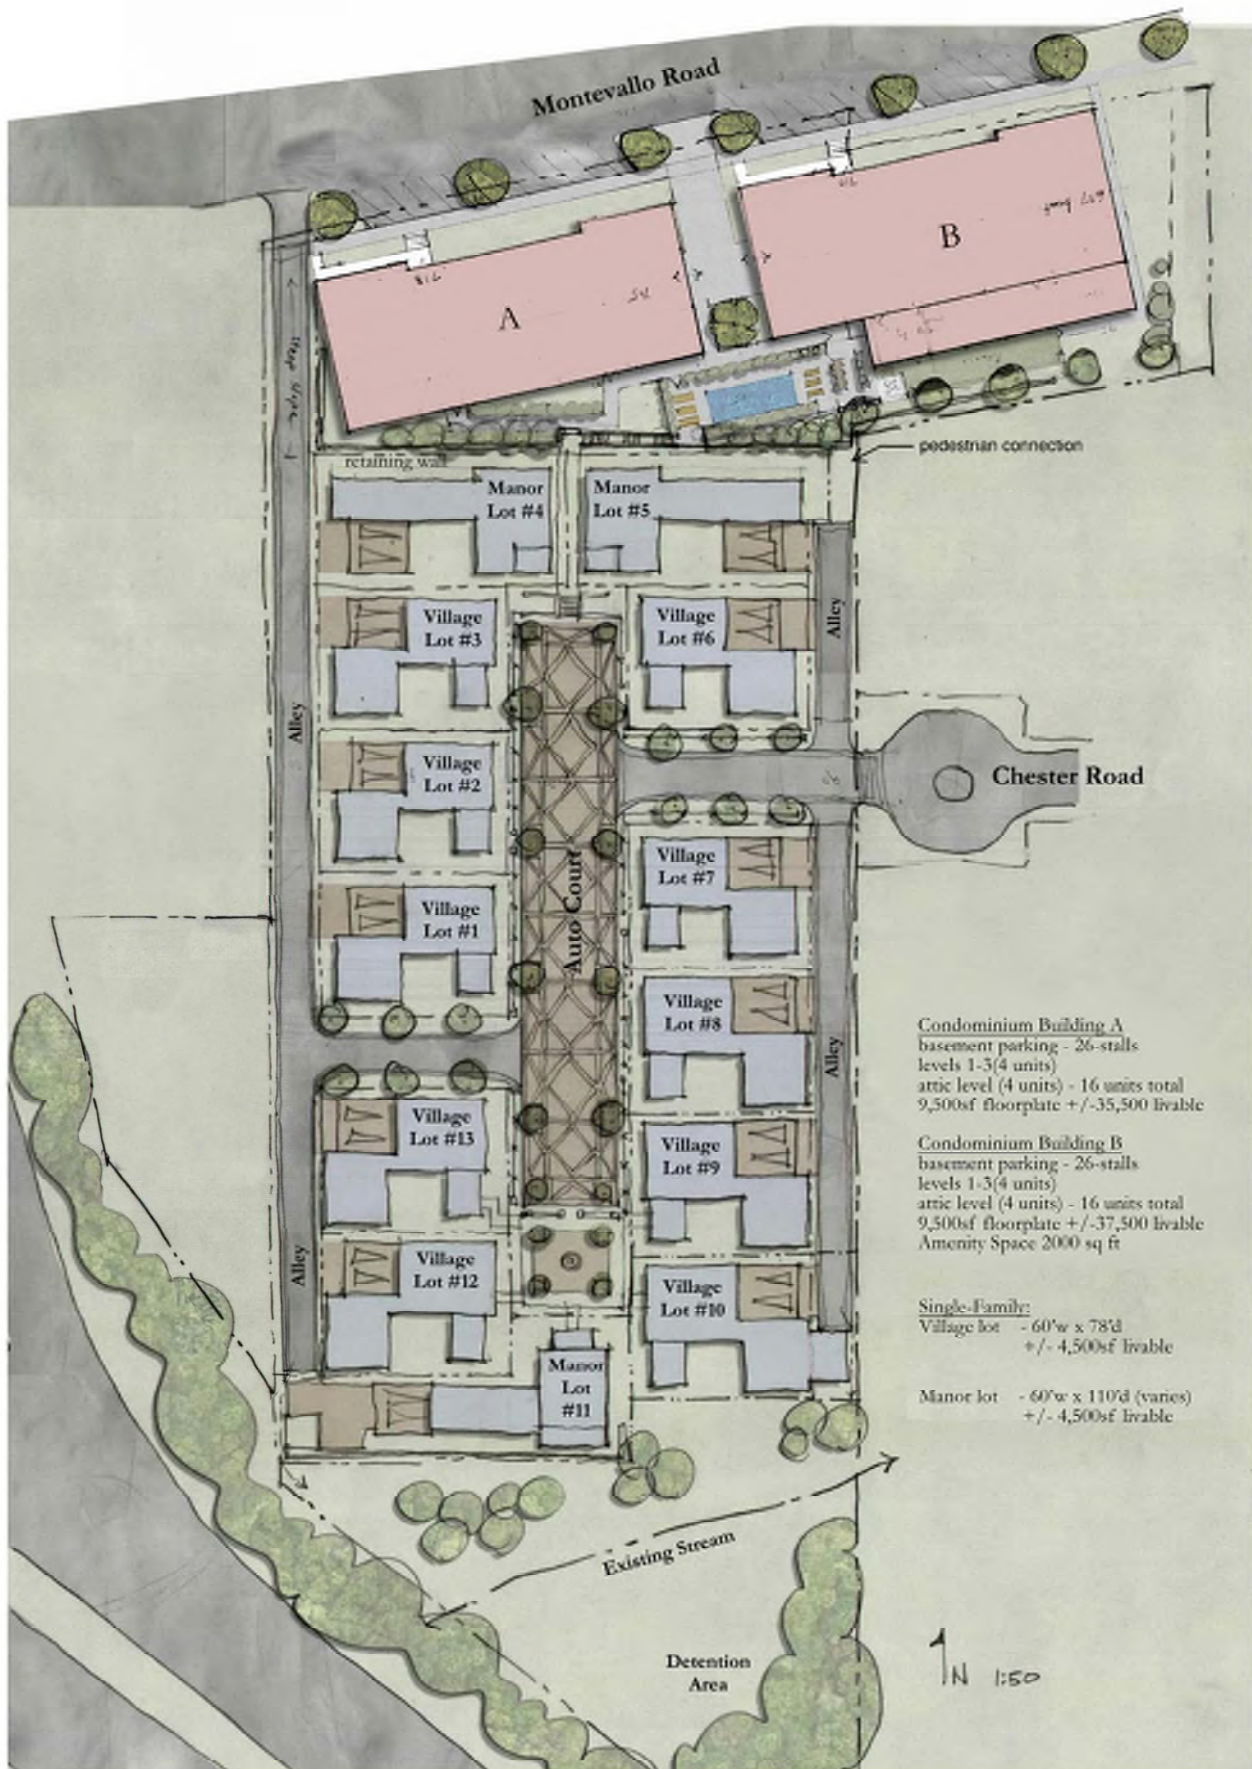 Montevallo Road
B
A
718
steep slope
pedestrian connection
retaining wall
Manor
Lot #4
Manor
Lot #5
Village
Lot #3
Village
Lot #6
Alley
Alley
Village
Lot #2
Chester Road
Village
Lot #7
Auto Court
Village
Lot #1
Village
Lot #8
Alley
Village
Lot #13
Village
Lot #9
Village
Lot #12
Alley
Village
Lot #10
Manor
Lot
#11
Condominium Building A
basement parking - 26-stalls
levels 1-3(4 units)
attic level (4 units) - 16 units total
9,500sf floorplate +/-35,500 livable
Condominium Building B
basement parking - 26-stalls
levels 1-3(4 units)
attic level (4 units) - 16 units total
9,500sf floorplate +/-37,500 livable
Amenity Space 2000 sq ft
Single-Family:
Village lot - 60'w x 78'd
+/- 4,500sf livable
Manor lot - 60'w x 110'd (varies)
+/- 4,500sf livable
Existing Stream
Detention
Area
N 1:50